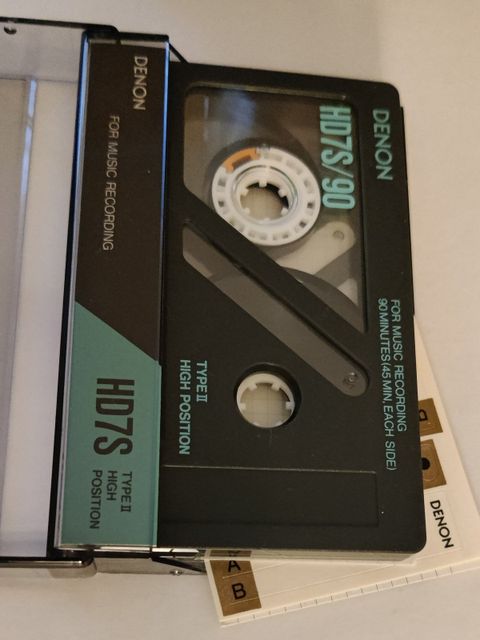 DENON
FOR MUSIC RECORDING
HD7S
TYPE II
HIGH
POSITION
DENON
HD7S/90
FOR MUSIC RECORDING
90 MINUTES (45 MIN. EACH SIDE)
TYPE II
HIGH POSITION
DENON
A
B